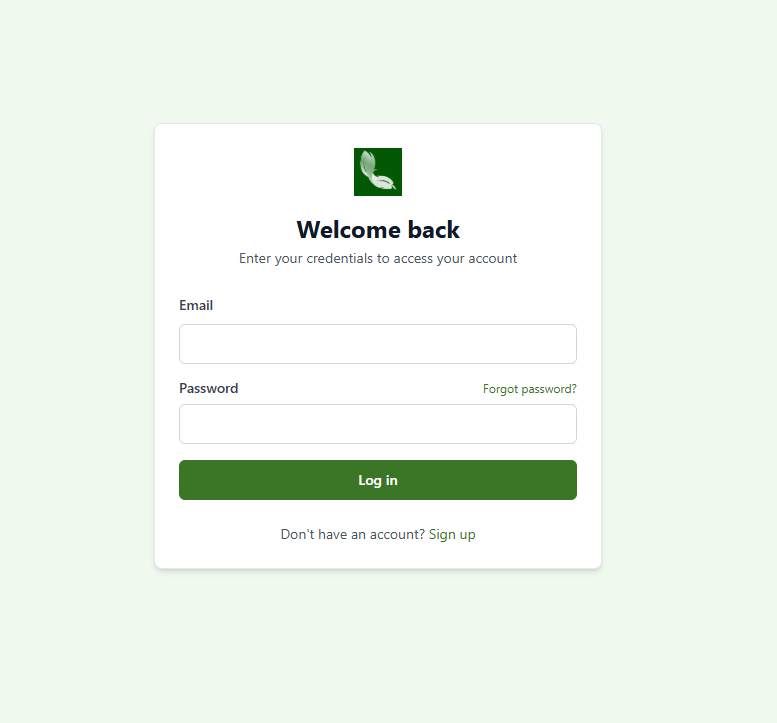 Welcome back
Enter your credentials to access your account
Email
Password Forgot password?
Log in
Don't have an account? Sign up